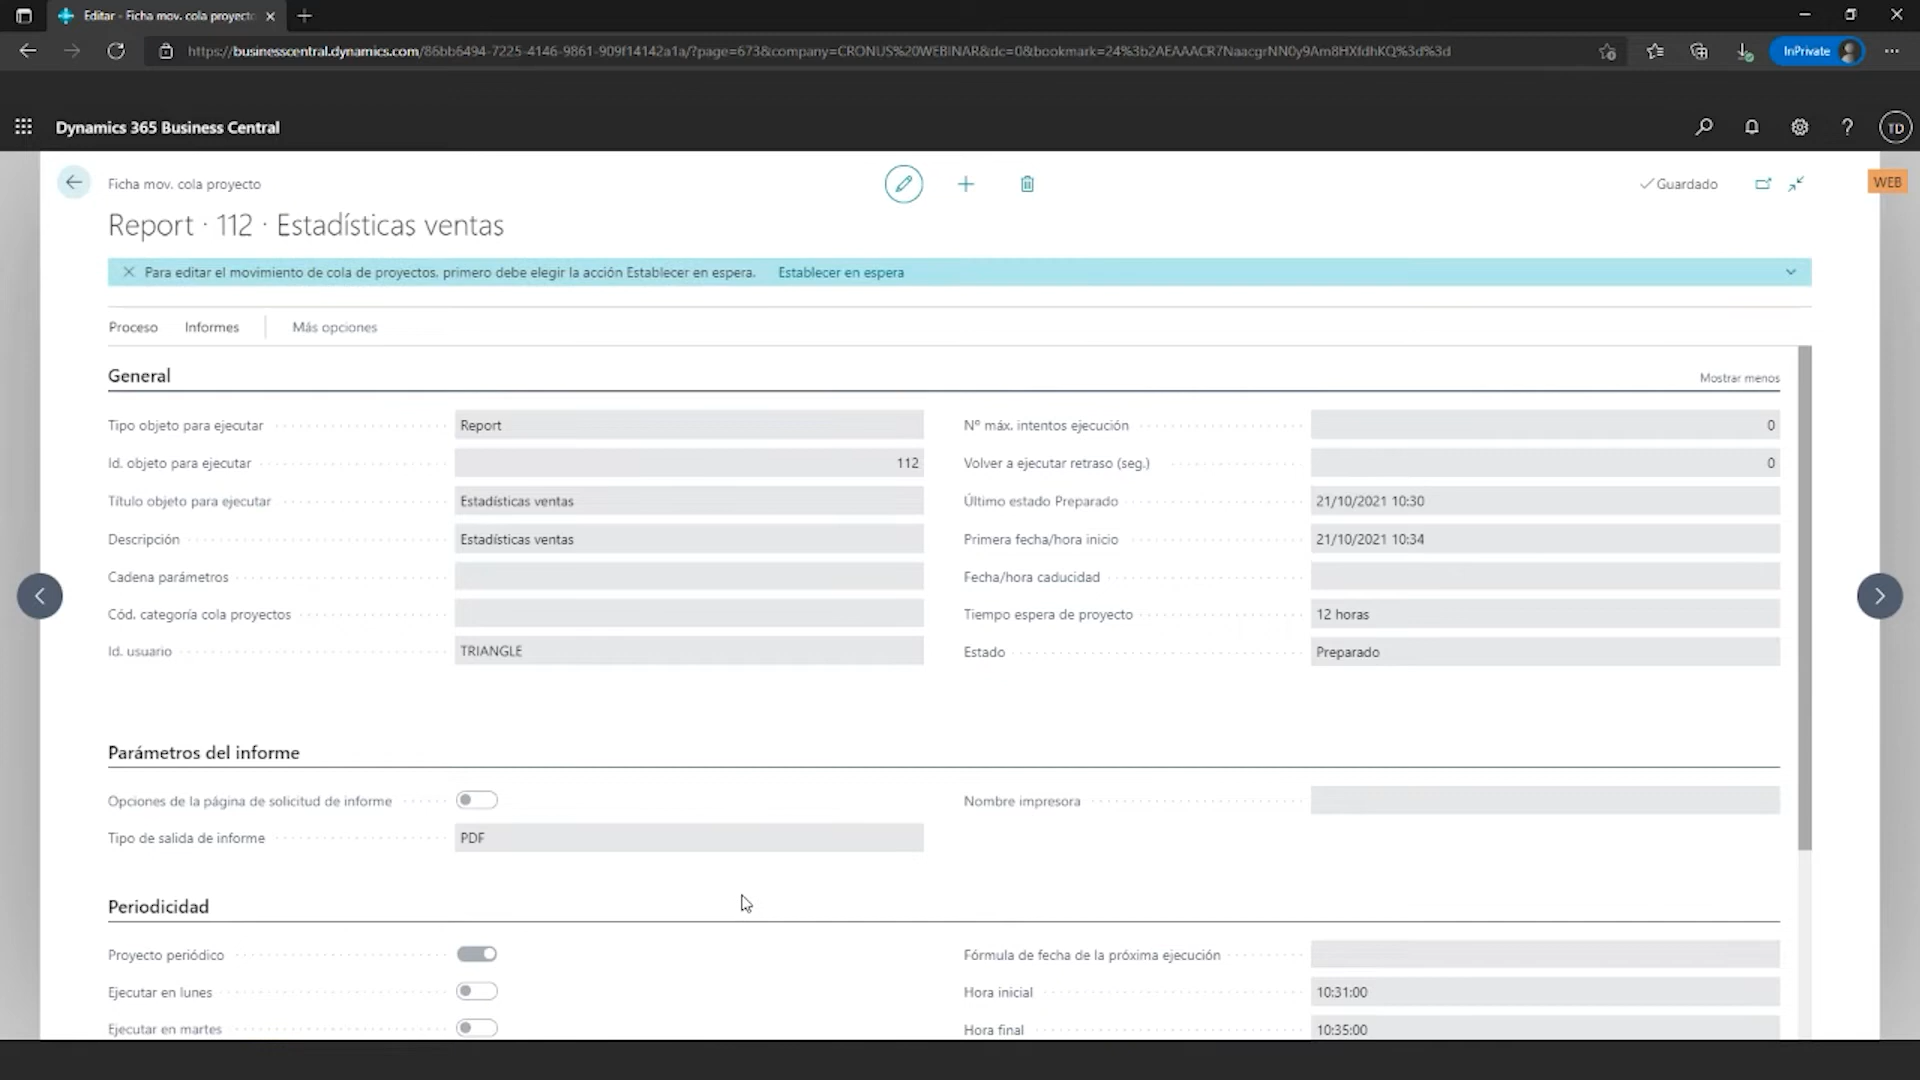 Editar - Ficha mov. cola proyecto
https://businesscentral.dynamics.com/86bb6494-7225-4146-9861-909f14142a1a/?page=673&company=CRONUS%20WEBINAR&dc=0&bookmark=24%3b2AEAAACR7NaacgrNN0y9Am8HXfdhKQ%3d%3d
InPrivate
Dynamics 365 Business Central
?
TD
Ficha mov. cola proyecto
Guardado
WEB
Report · 112 · Estadísticas ventas
Para editar el movimiento de cola de proyectos, primero debe elegir la acción Establecer en espera. Establecer en espera
Proceso Informes Más opciones
General
Mostrar menos
Tipo objeto para ejecutar Report
Nº máx. intentos ejecución 0
Id. objeto para ejecutar 112
Volver a ejecutar retraso (seg.) 0
Título objeto para ejecutar Estadísticas ventas
Último estado Preparado 21/10/2021 10:30
Descripción Estadísticas ventas
Primera fecha/hora inicio 21/10/2021 10:34
Cadena parámetros
Fecha/hora caducidad
Cód. categoría cola proyectos
Tiempo espera de proyecto 12 horas
Id. usuario TRIANGLE
Estado Preparado
Parámetros del informe
Opciones de la página de solicitud de informe
Nombre impresora
Tipo de salida de informe PDF
Periodicidad
Proyecto periódico
Fórmula de fecha de la próxima ejecución
Ejecutar en lunes
Hora inicial 10:31:00
Ejecutar en martes
Hora final 10:35:00